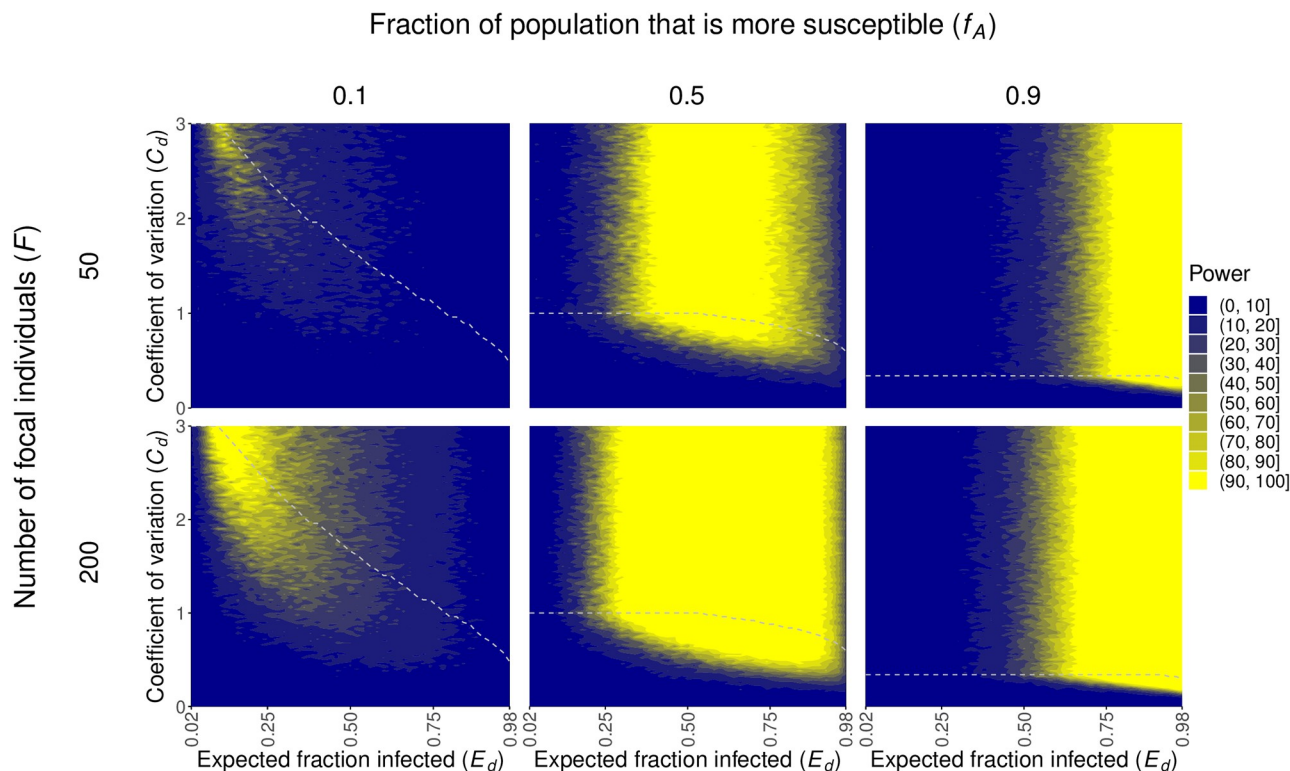 Fraction of population that is more susceptible (f_A)
0.1 0.5 0.9
Number of focal individuals (F)
50
Coefficient of variation (C_d)
3
2
1
0
200
Coefficient of variation (C_d)
3
2
1
0
0.02 0.25 0.50 0.75 0.98 0.02 0.25 0.50 0.75 0.98 0.02 0.25 0.50 0.75 0.98
Expected fraction infected (E_d) Expected fraction infected (E_d) Expected fraction infected (E_d)
Power
(0, 10]
(10, 20]
(20, 30]
(30, 40]
(40, 50]
(50, 60]
(60, 70]
(70, 80]
(80, 90]
(90, 100]